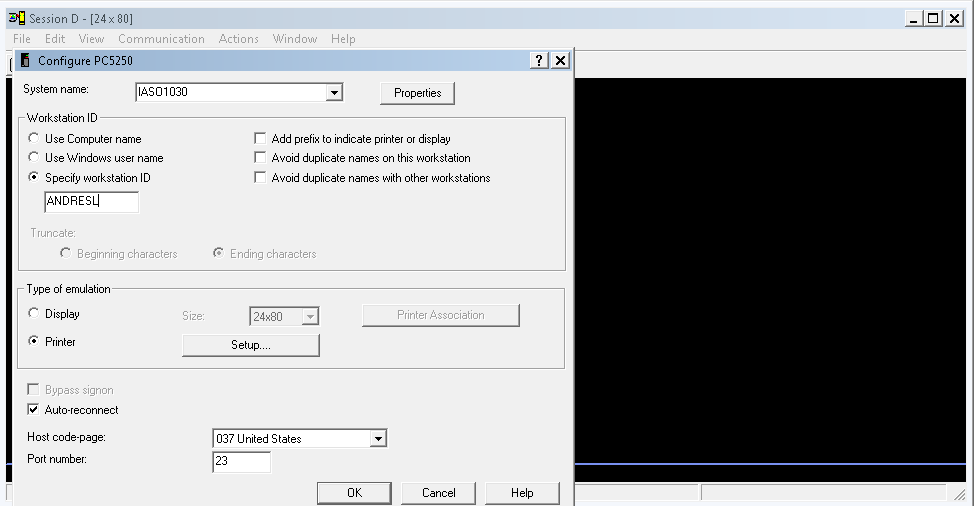 Session D - [24 x 80]
File Edit View Communication Actions Window Help
Configure PC5250
System name: IASO1030 Properties
Workstation ID
Use Computer name Add prefix to indicate printer or display
Use Windows user name Avoid duplicate names on this workstation
Specify workstation ID Avoid duplicate names with other workstations
ANDRESL
Truncate:
Beginning characters Ending characters
Type of emulation
Display Size: 24x80 Printer Association
Printer Setup....
Bypass signon
Auto-reconnect
Host code-page: 037 United States
Port number: 23
OK Cancel Help